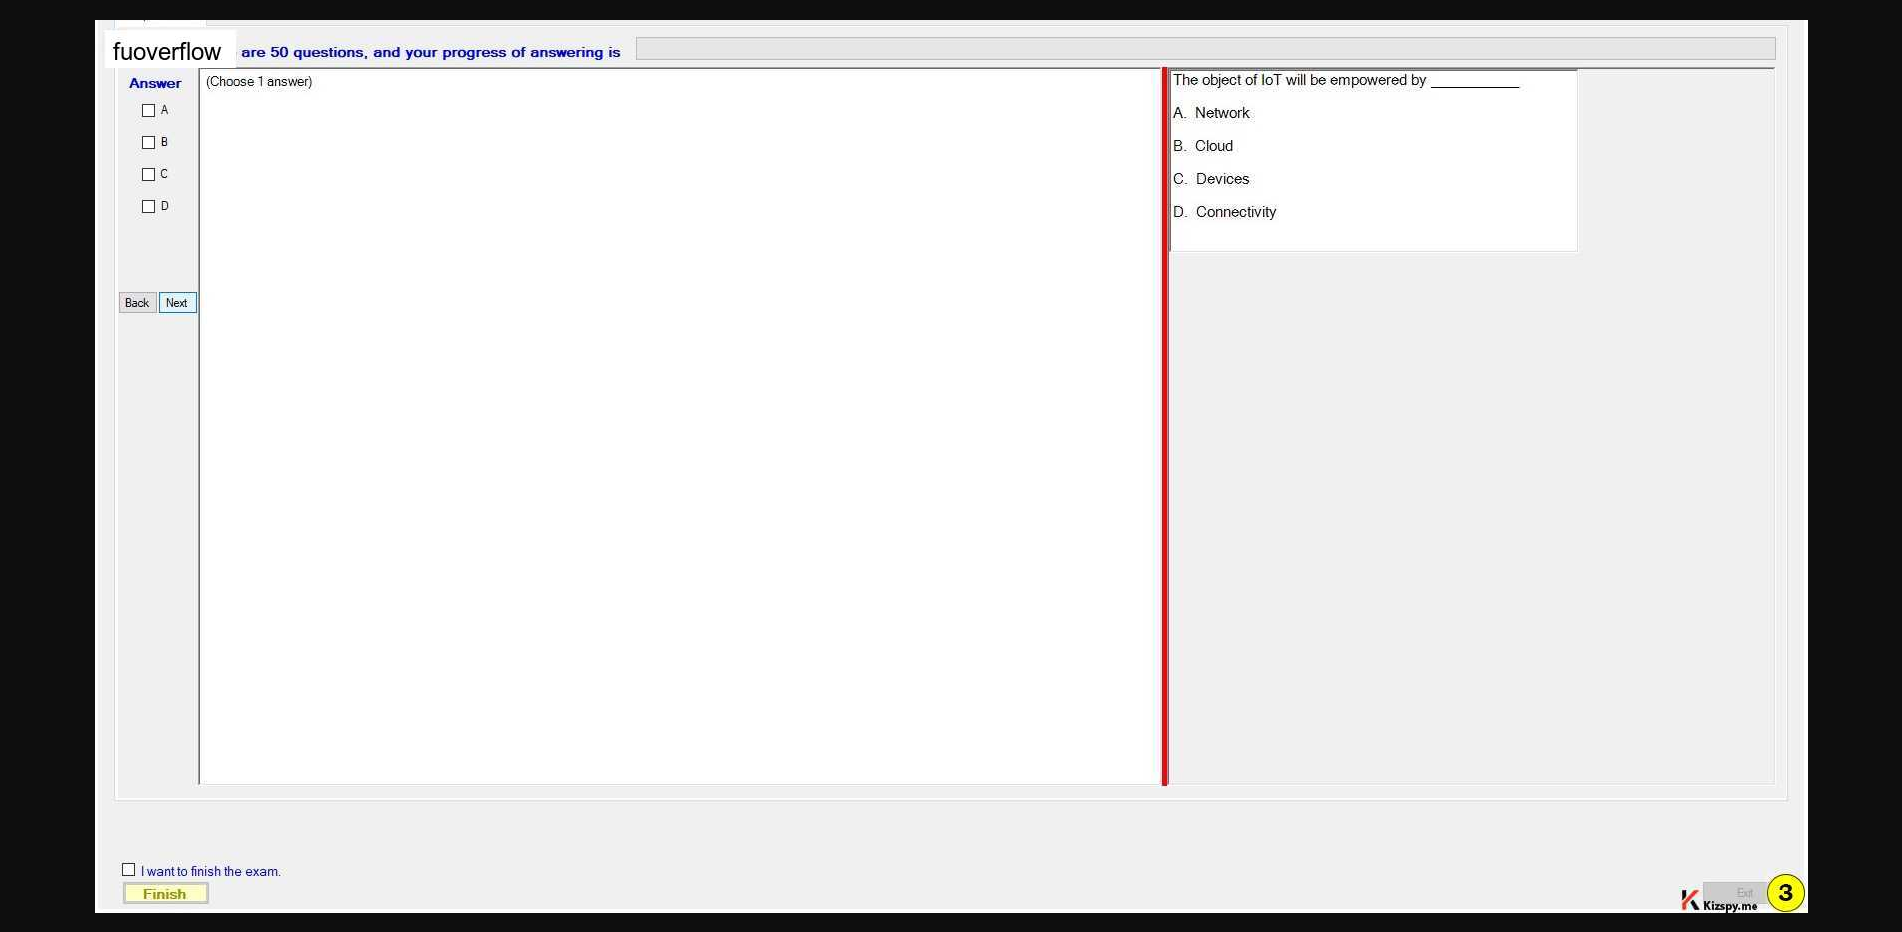 fuoverflow are 50 questions, and your progress of answering is
Answer
(Choose 1 answer)
A
B
C
D
Back Next
The object of IoT will be empowered by ___________
A. Network
B. Cloud
C. Devices
D. Connectivity
I want to finish the exam.
Finish
Exit
Kizspy.me
3